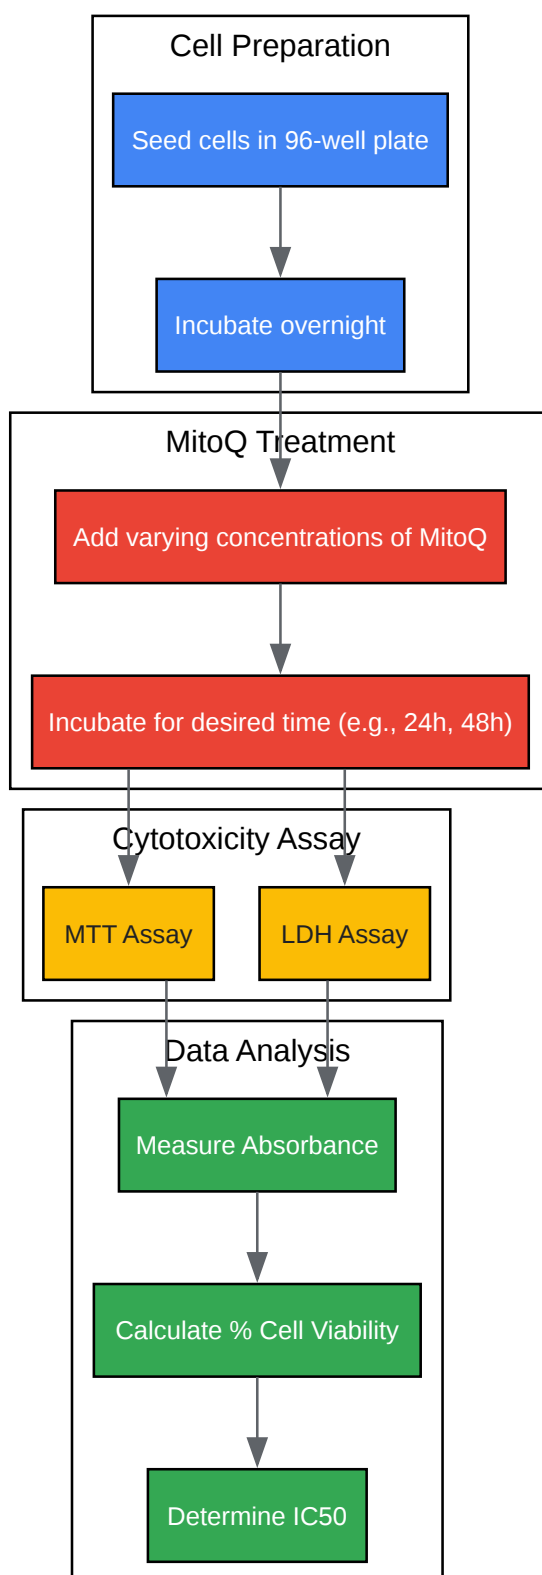 Cell Preparation
Seed cells in 96-well plate
Incubate overnight
MitoQ Treatment
Add varying concentrations of MitoQ
Incubate for desired time (e.g., 24h, 48h)
Cytotoxicity Assay
MTT Assay
LDH Assay
Data Analysis
Measure Absorbance
Calculate % Cell Viability
Determine IC50